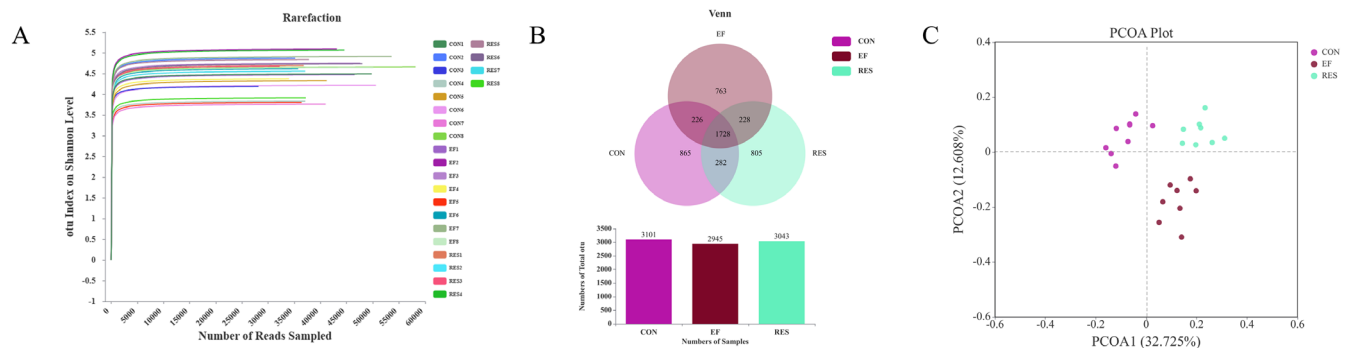 A
Rarefaction
otu Index on Shannon Level
5.5
5
4.5
4
3.5
3
2.5
2
1.5
1
0.5
0
-0.5
-1
0
5000
10000
15000
20000
25000
30000
35000
40000
45000
50000
55000
60000
Number of Reads Sampled
CON1
CON2
CON3
CON4
CON5
CON6
CON7
CON8
EF1
EF2
EF3
EF4
EF5
EF6
EF7
EF8
RES1
RES2
RES3
RES4
RES5
RES6
RES7
RES8
B
Venn
EF
763
226
228
1728
CON
865
282
805
RES
CON
EF
RES
Numbers of Total otu
3500
3000
2500
2000
1500
1000
500
0
3101
2945
3043
CON
EF
RES
Numbers of Samples
C
PCOA Plot
PCOA2 (12.608%)
0.4
0.2
0
-0.2
-0.4
-0.6
-0.6
-0.4
-0.2
0
0.2
0.4
0.6
PCOA1 (32.725%)
CON
EF
RES